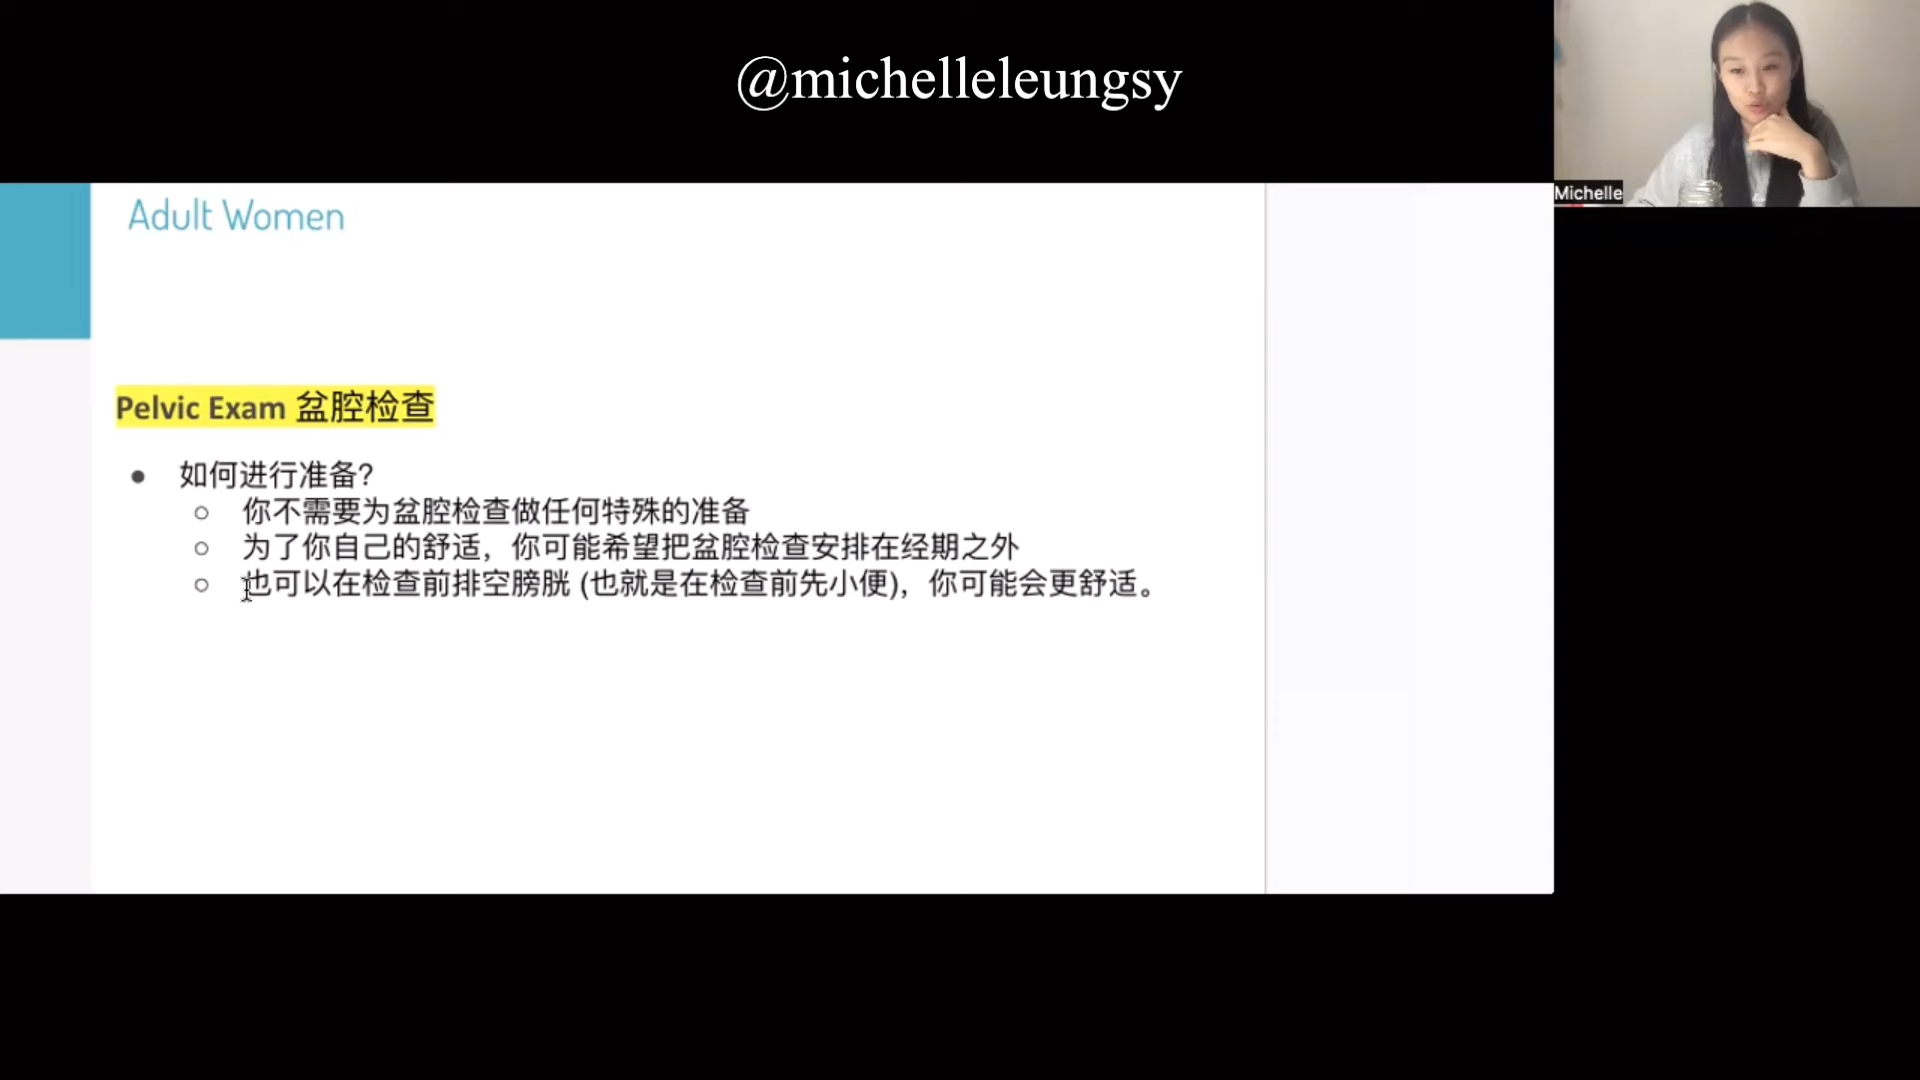 @michelleleungsy
Michelle
Adult Women
Pelvic Exam 盆腔检查
● 如何进行准备?
○ 你不需要为盆腔检查做任何特殊的准备
○ 为了你自己的舒适，你可能希望把盆腔检查安排在经期之外
○ 也可以在检查前排空膀胱 (也就是在检查前先小便)，你可能会更舒适。